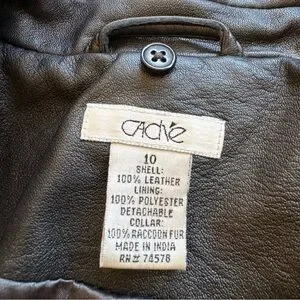 CACHE
10
SHELL:
100% LEATHER
LINING:
100% POLYESTER
DETACHABLE
COLLAR:
100% RACCOON FUR
MADE IN INDIA
RN# 74578